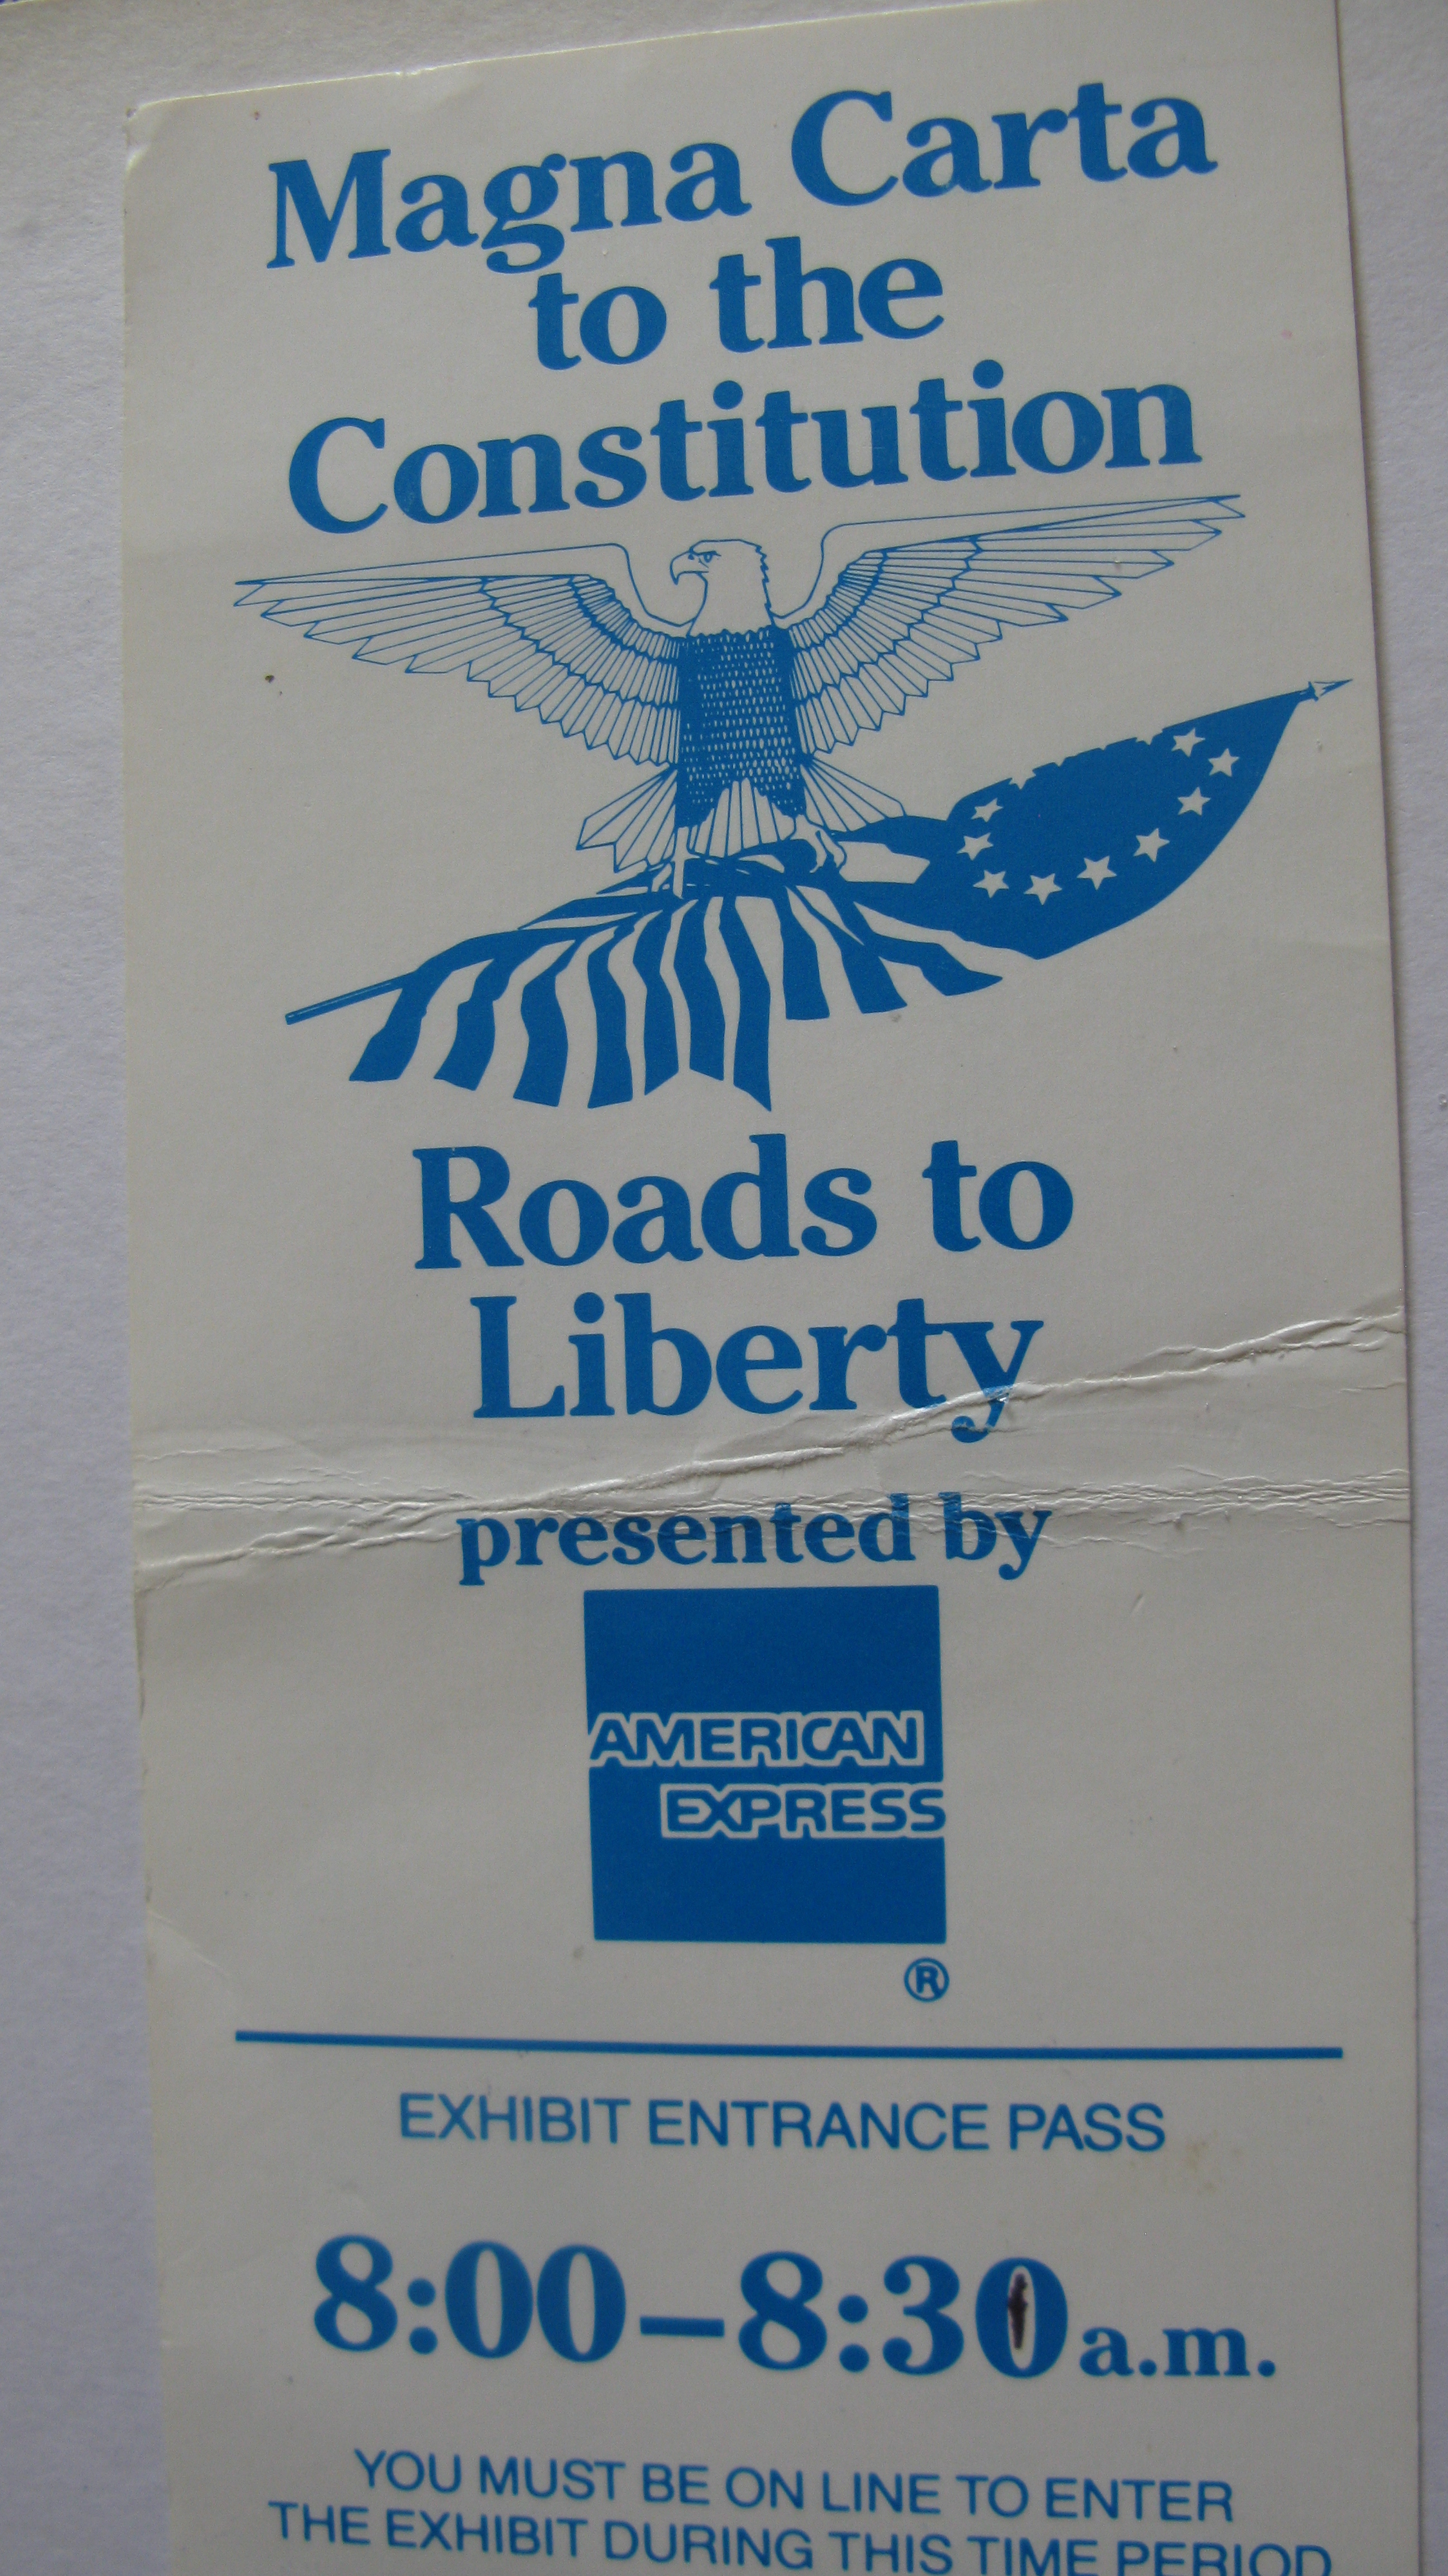 Magna Carta
to the
Constitution
Roads to
Liberty
presented by
AMERICAN
EXPRESS
®
EXHIBIT ENTRANCE PASS
8:00–8:30 a.m.
YOU MUST BE ON LINE TO ENTER
THE EXHIBIT DURING THIS TIME PERIOD